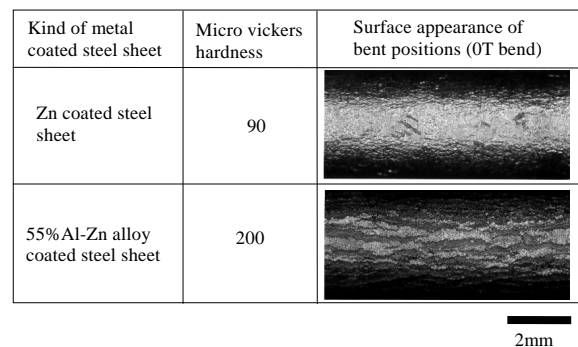 Kind of metal
coated steel sheet
Micro vickers
hardness
Surface appearance of
bent positions (0T bend)
Zn coated steel
sheet
90
55%Al-Zn alloy
coated steel sheet
200
2mm